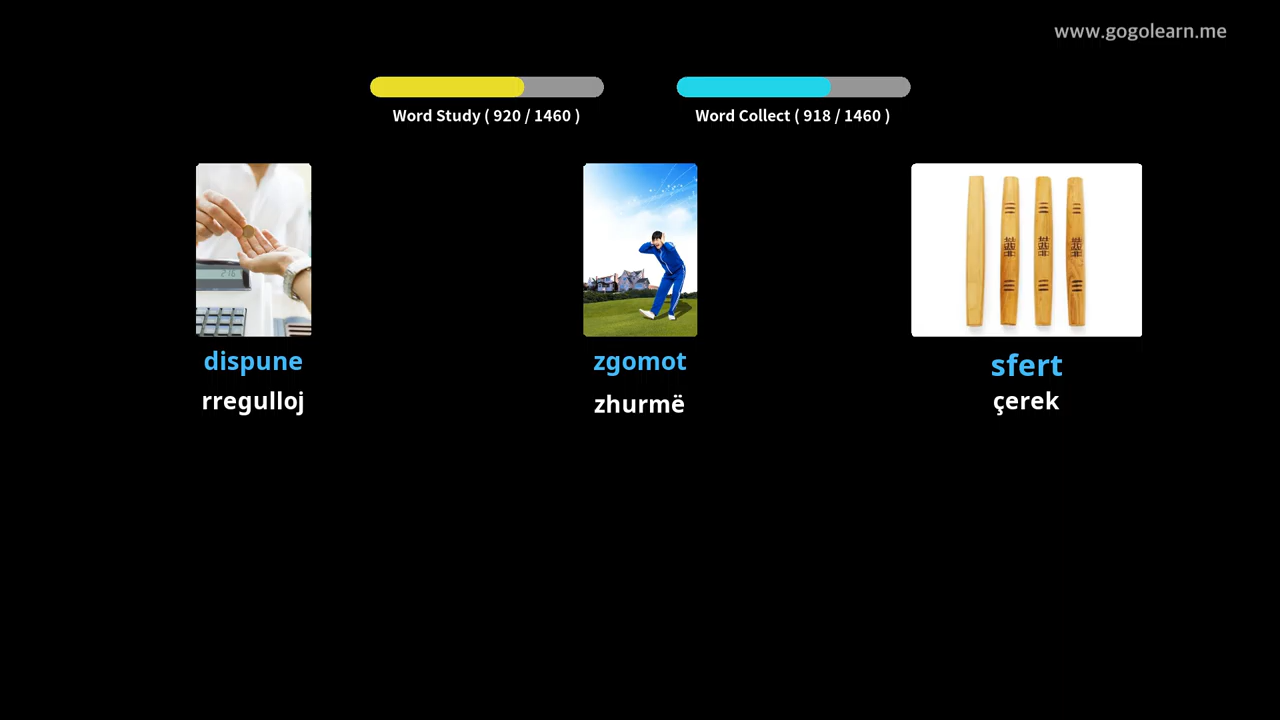 www.gogolearn.me
Word Study ( 920 / 1460 )
Word Collect ( 918 / 1460 )
dispune
rregulloj
zgomot
zhurmë
sfert
çerek